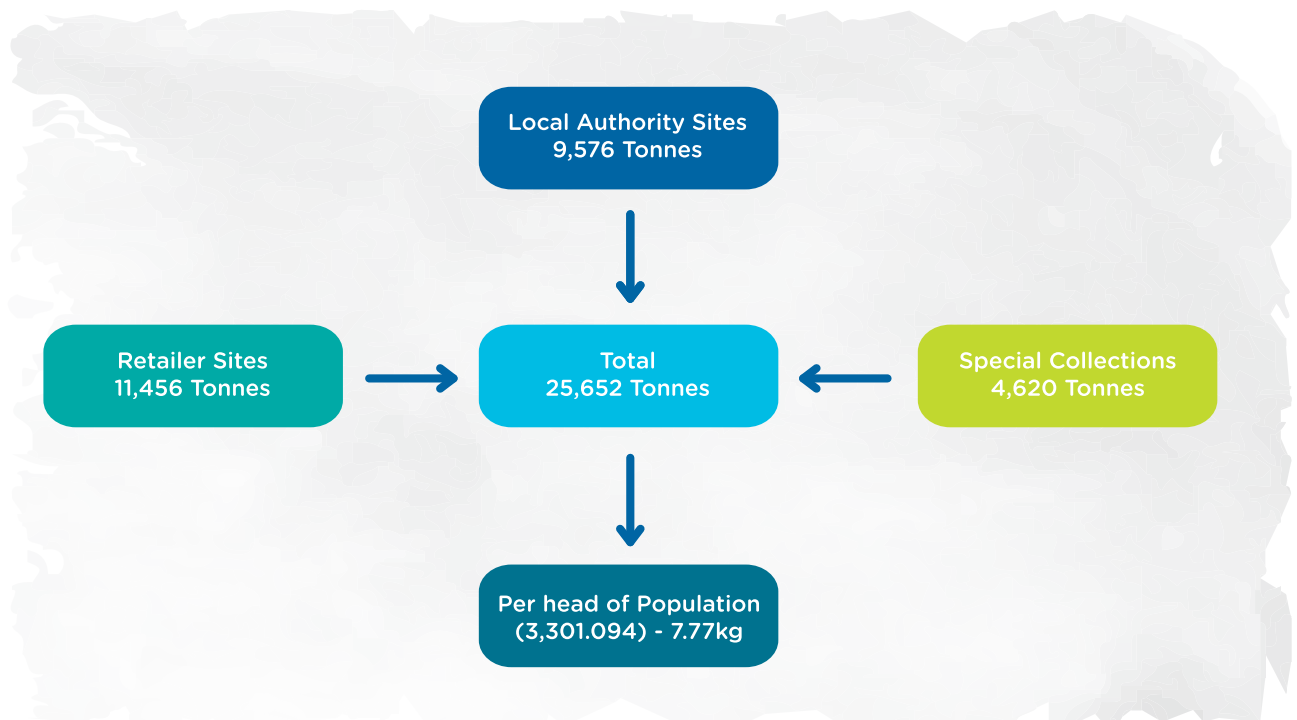 Local Authority Sites
9,576 Tonnes
Retailer Sites
11,456 Tonnes
Total
25,652 Tonnes
Special Collections
4,620 Tonnes
Per head of Population
(3,301.094) - 7.77kg